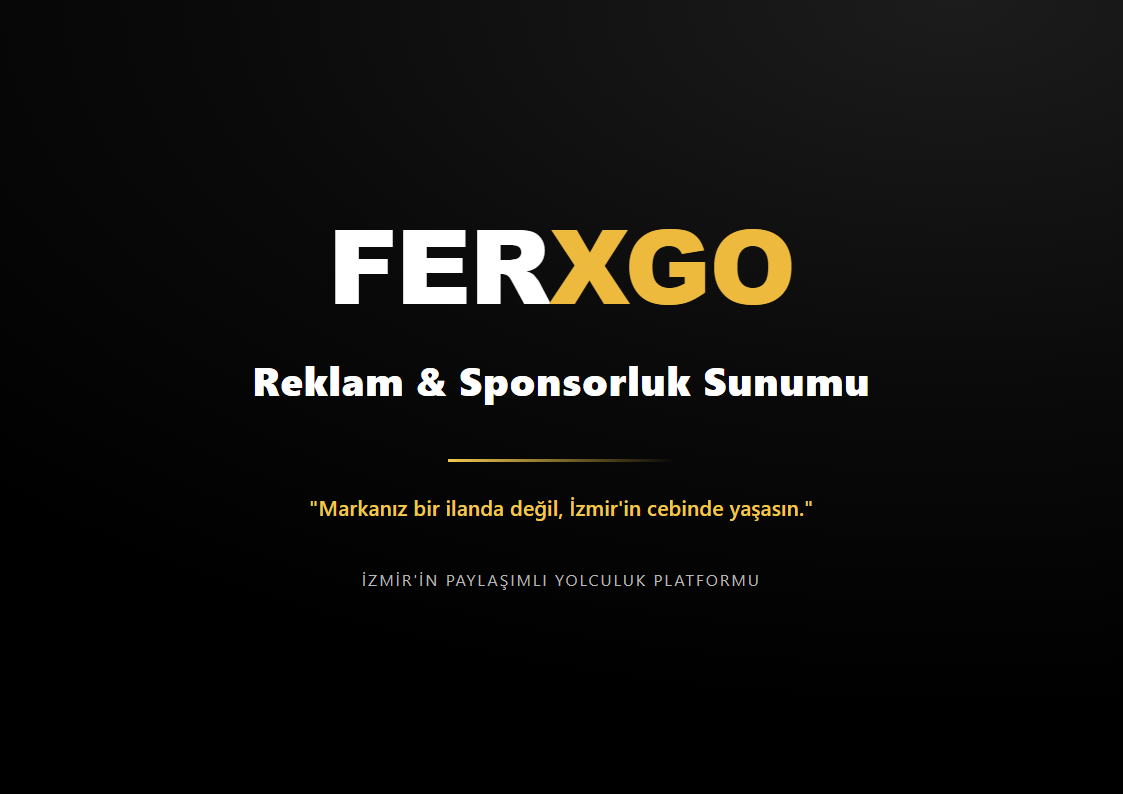 FERXGO
Reklam & Sponsorluk Sunumu
"Markanız bir ilanda değil, İzmir'in cebinde yaşasın."
İZMİR'İN PAYLAŞIMLI YOLCULUK PLATFORMU